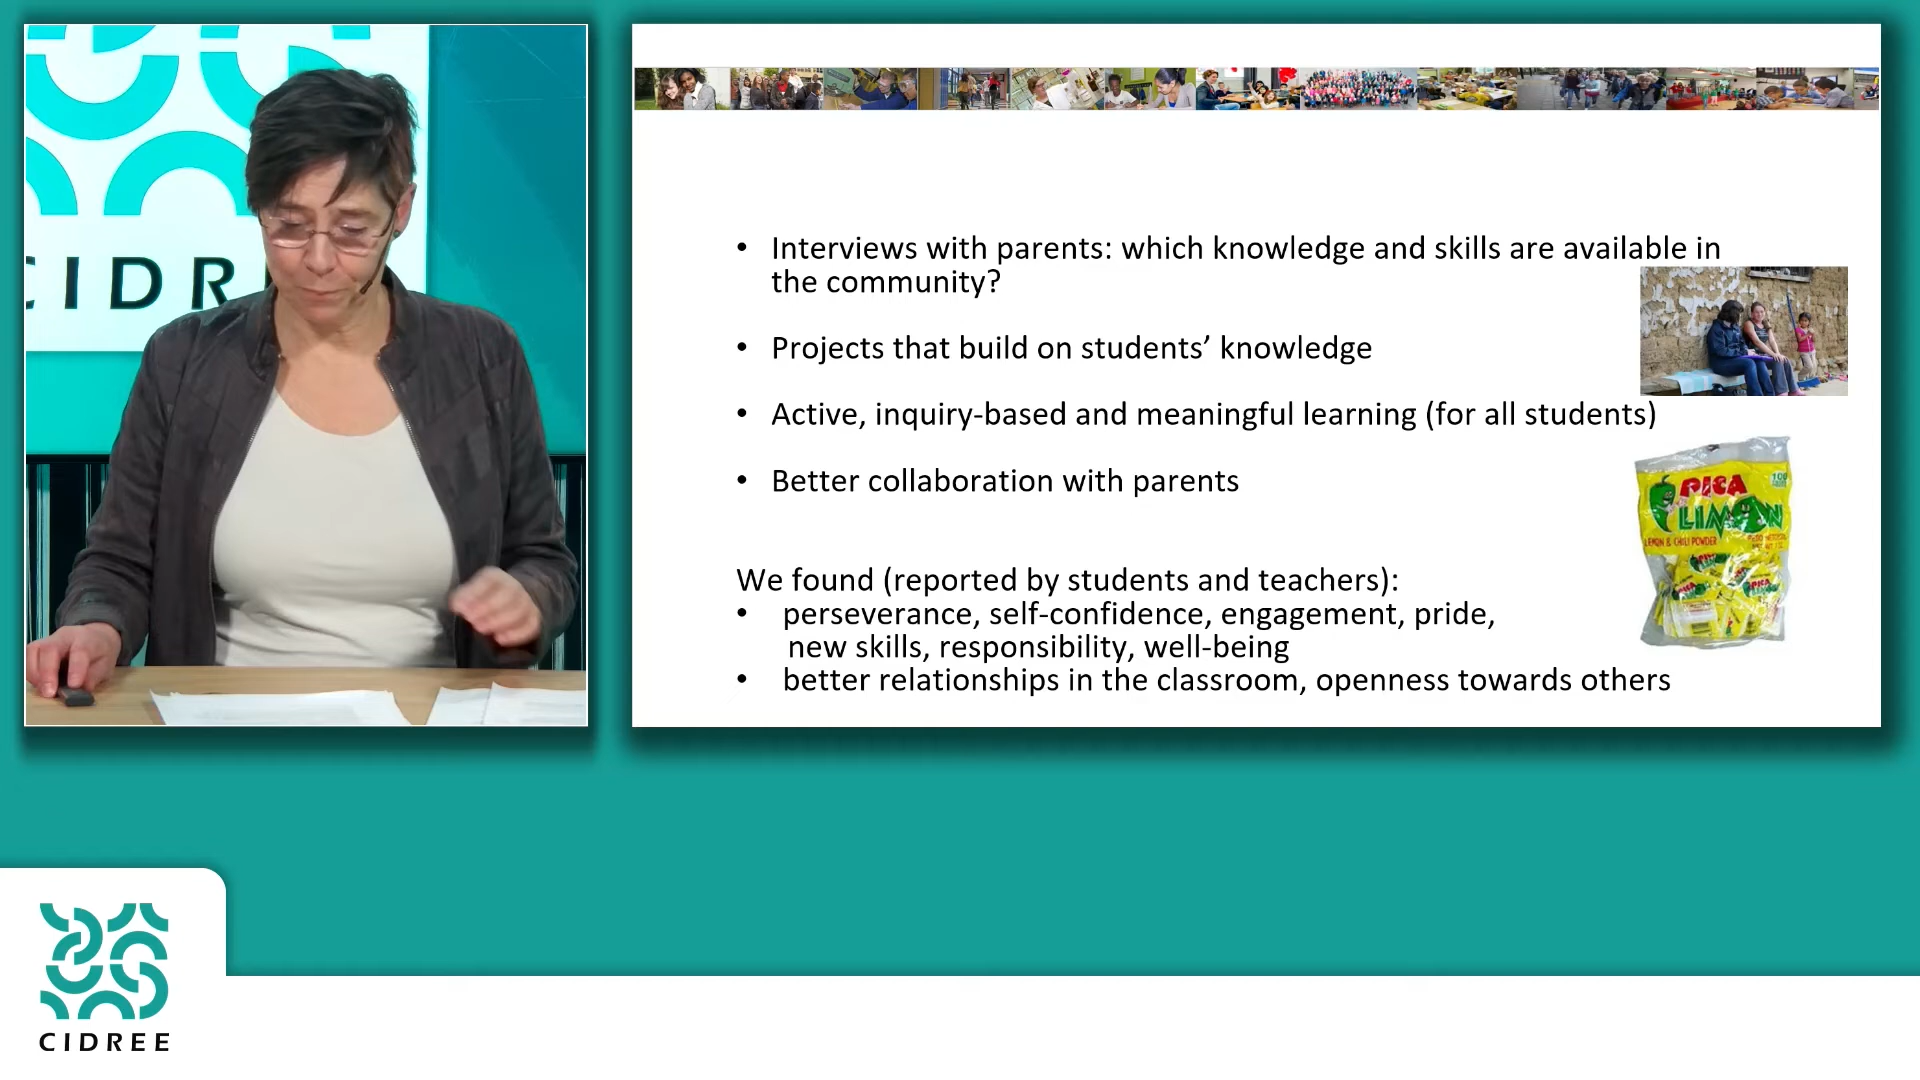 CIDR
• Interviews with parents: which knowledge and skills are available in
the community?
• Projects that build on students’ knowledge
• Active, inquiry-based and meaningful learning (for all students)
• Better collaboration with parents
We found (reported by students and teachers):
• perseverance, self-confidence, engagement, pride,
new skills, responsibility, well-being
• better relationships in the classroom, openness towards others
PICA
LIMON
LEMON & CHILI POWDER
100
CIDREE